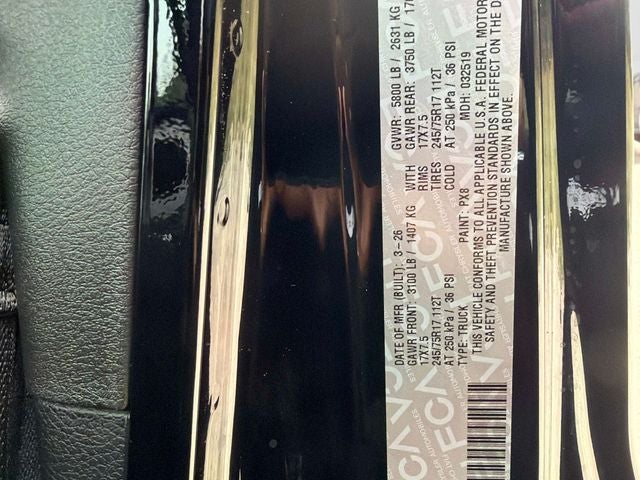 DATE OF MFR (BUILT): 3-26 GVWR: 5800 LB / 2631 KG
GAWR FRONT: 3100 LB / 1407 KG WITH GAWR REAR: 3750 LB / 170
17X7.5 RIMS 17X7.5
245/75R17 112T TIRES 245/75R17 112T
AT 250 kPa / 36 PSI COLD AT 250 kPa / 36 PSI
TYPE: TRUCK PAINT: PX8 MDH: 032519
THIS VEHICLE CONFORMS TO ALL APPLICABLE U.S.A. FEDERAL MOTOR
SAFETY AND THEFT PREVENTION STANDARDS IN EFFECT ON THE D
MANUFACTURE SHOWN ABOVE.